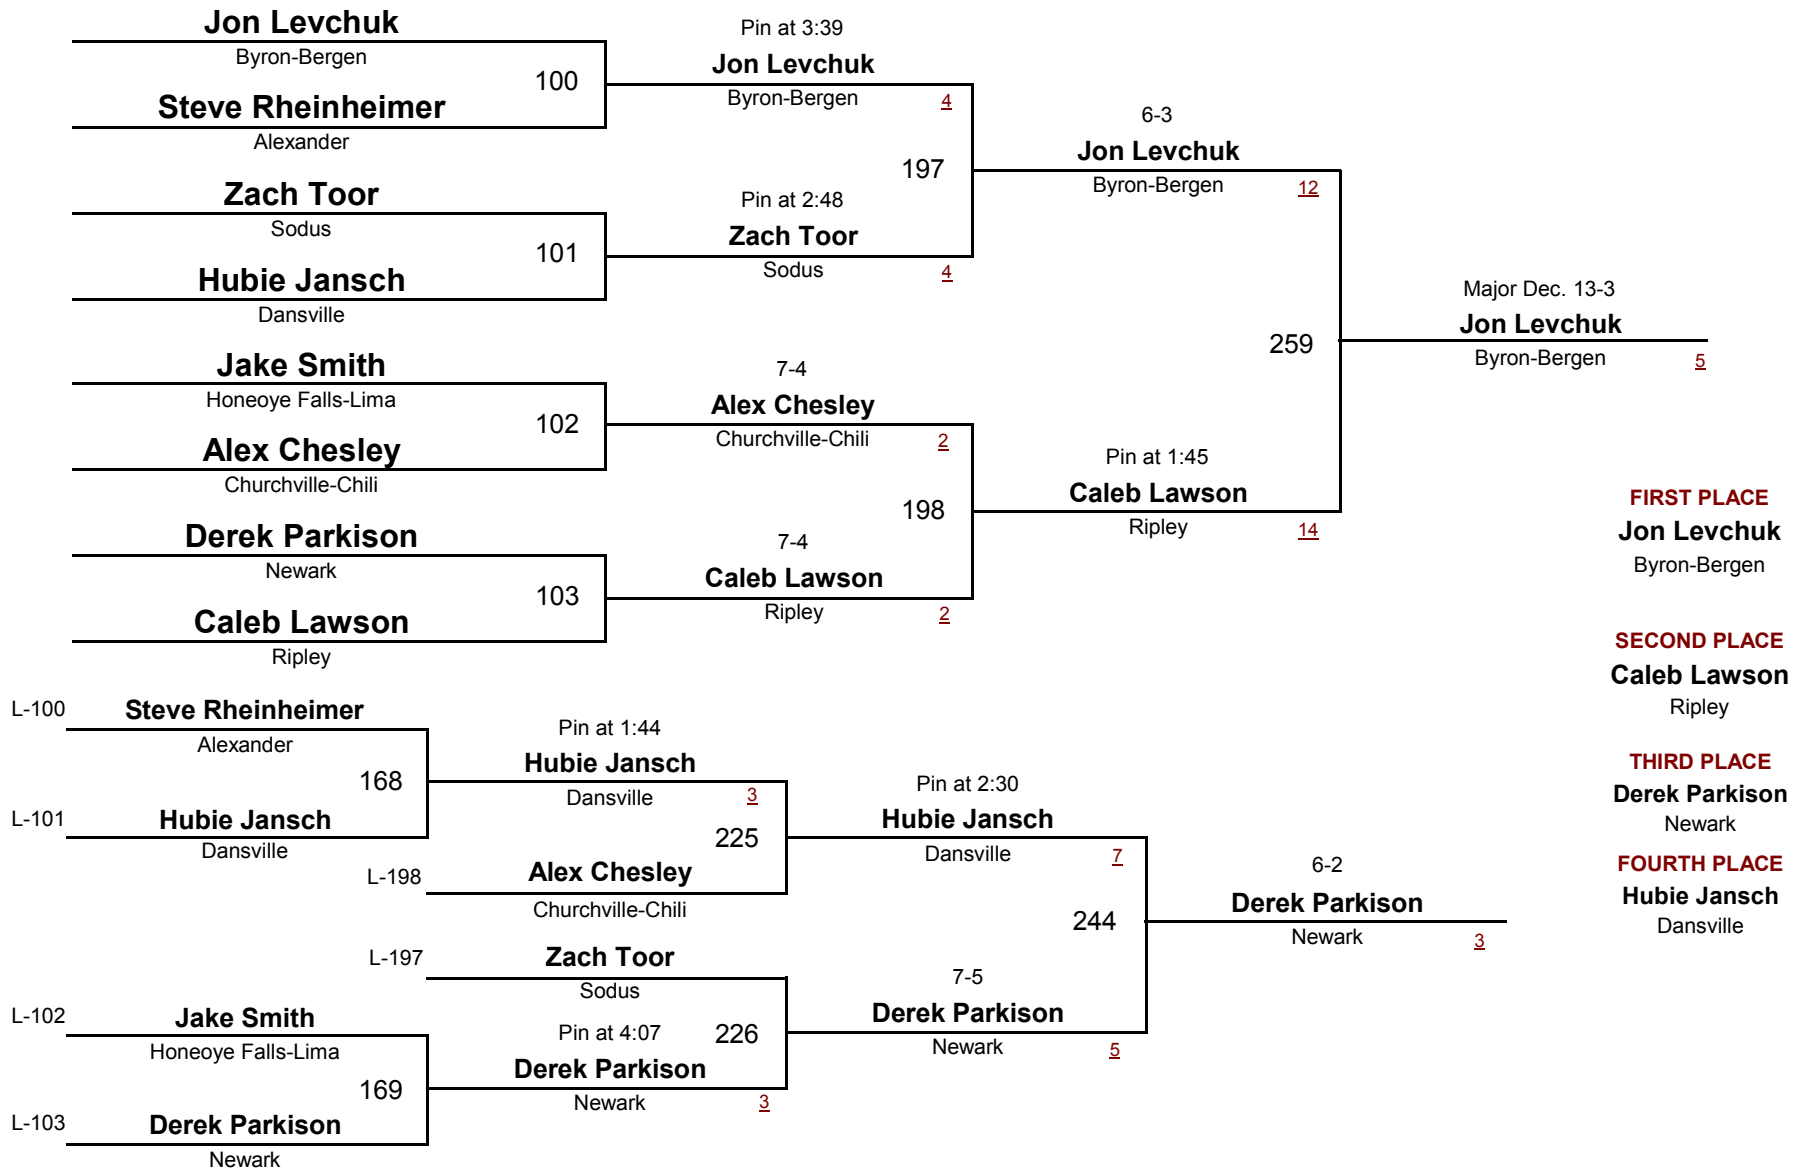 Jon Levchuk
Byron-Bergen
100
Steve Rheinheimer
Alexander
Zach Toor
Sodus
101
Hubie Jansch
Dansville
Jake Smith
Honeoye Falls-Lima
102
Alex Chesley
Churchville-Chili
Derek Parkison
Newark
103
Caleb Lawson
Ripley
Pin at 3:39
Jon Levchuk
Byron-Bergen
4
197
Pin at 2:48
Zach Toor
Sodus
4
7-4
Alex Chesley
Churchville-Chili
2
198
7-4
Caleb Lawson
Ripley
2
6-3
Jon Levchuk
Byron-Bergen
12
259
Pin at 1:45
Caleb Lawson
Ripley
14
Major Dec. 13-3
Jon Levchuk
Byron-Bergen
5
FIRST PLACE
Jon Levchuk
Byron-Bergen
SECOND PLACE
Caleb Lawson
Ripley
THIRD PLACE
Derek Parkison
Newark
FOURTH PLACE
Hubie Jansch
Dansville
L-100
Steve Rheinheimer
Alexander
168
L-101
Hubie Jansch
Dansville
Pin at 1:44
Hubie Jansch
Dansville
3
225
L-198
Alex Chesley
Churchville-Chili
L-197
Zach Toor
Sodus
226
L-102
Jake Smith
Honeoye Falls-Lima
169
L-103
Derek Parkison
Newark
Pin at 4:07
Derek Parkison
Newark
3
Pin at 2:30
Hubie Jansch
Dansville
7
244
7-5
Derek Parkison
Newark
5
6-2
Derek Parkison
Newark
3